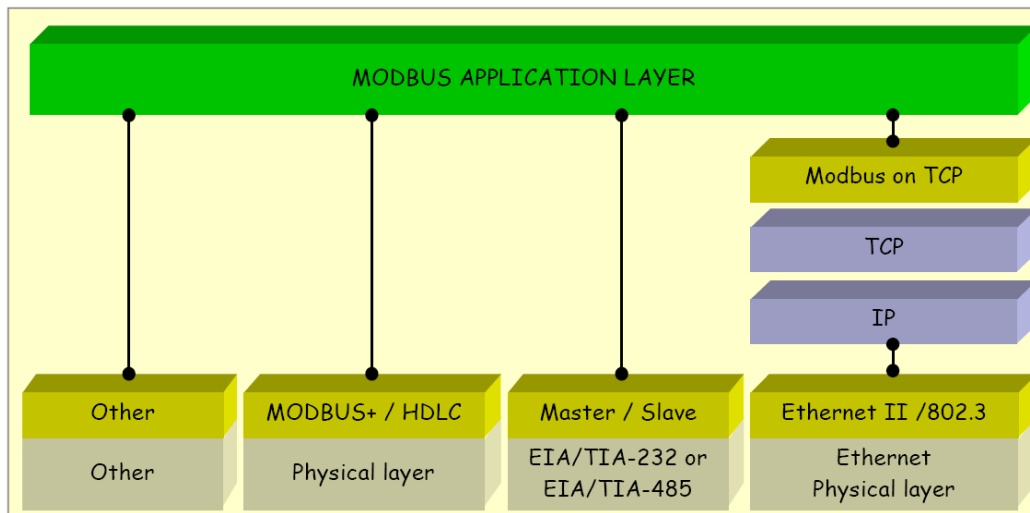 MODBUS APPLICATION LAYER
Modbus on TCP
TCP
IP
Other
MODBUS+ / HDLC
Master / Slave
Ethernet II /802.3
Other
Physical layer
EIA/TIA-232 or
EIA/TIA-485
Ethernet
Physical layer